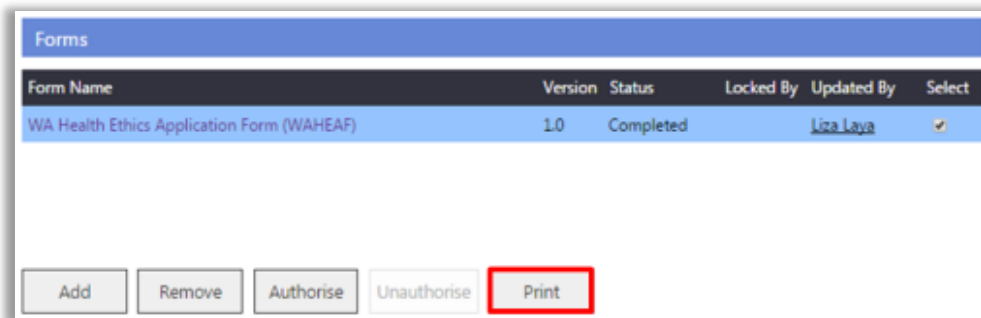 Forms
Form Name Version Status Locked By Updated By Select
WA Health Ethics Application Form (WAHEAF) 1.0 Completed Liza Laya
Add Remove Authorise Unauthorise Print